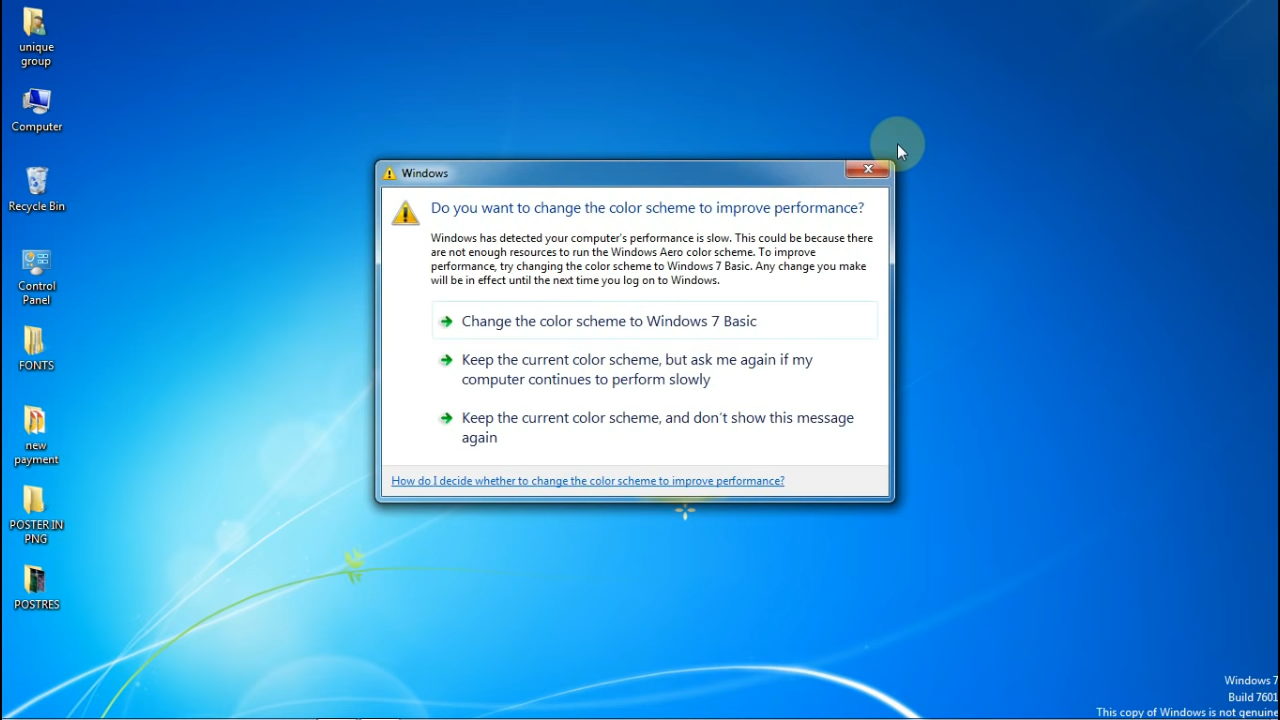 unique
group
Computer
Recycle Bin
Control
Panel
FONTS
new
payment
POSTER IN
PNG
POSTRES
Windows
Do you want to change the color scheme to improve performance?
Windows has detected your computer's performance is slow. This could be because there
are not enough resources to run the Windows Aero color scheme. To improve
performance, try changing the color scheme to Windows 7 Basic. Any change you make
will be in effect until the next time you log on to Windows.
Change the color scheme to Windows 7 Basic
Keep the current color scheme, but ask me again if my
computer continues to perform slowly
Keep the current color scheme, and don't show this message
again
How do I decide whether to change the color scheme to improve performance?
Windows 7
Build 7601
This copy of Windows is not genuine